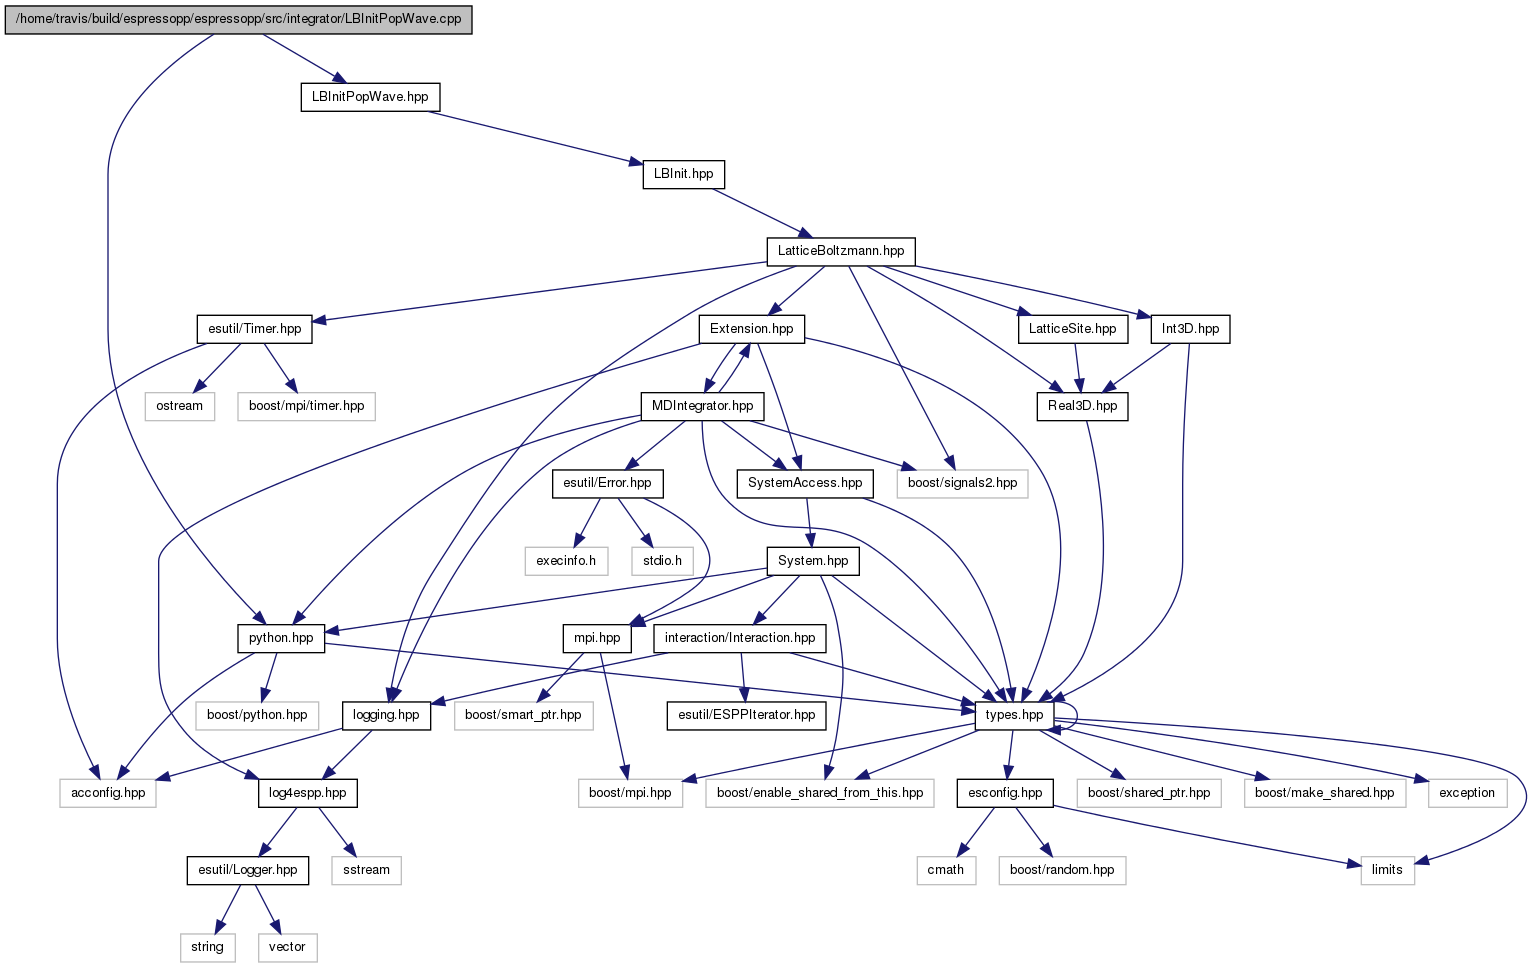 /home/travis/build/espressopp/espressopp/src/integrator/LBInitPopWave.cpp
LBInitPopWave.hpp
LBInit.hpp
LatticeBoltzmann.hpp
esutil/Timer.hpp
Extension.hpp
LatticeSite.hpp
Int3D.hpp
ostream
boost/mpi/timer.hpp
MDIntegrator.hpp
Real3D.hpp
esutil/Error.hpp
SystemAccess.hpp
boost/signals2.hpp
execinfo.h
stdio.h
System.hpp
python.hpp
mpi.hpp
interaction/Interaction.hpp
boost/python.hpp
logging.hpp
boost/smart_ptr.hpp
esutil/ESPPIterator.hpp
types.hpp
acconfig.hpp
log4espp.hpp
boost/mpi.hpp
boost/enable_shared_from_this.hpp
esconfig.hpp
boost/shared_ptr.hpp
boost/make_shared.hpp
exception
esutil/Logger.hpp
sstream
cmath
boost/random.hpp
limits
string
vector